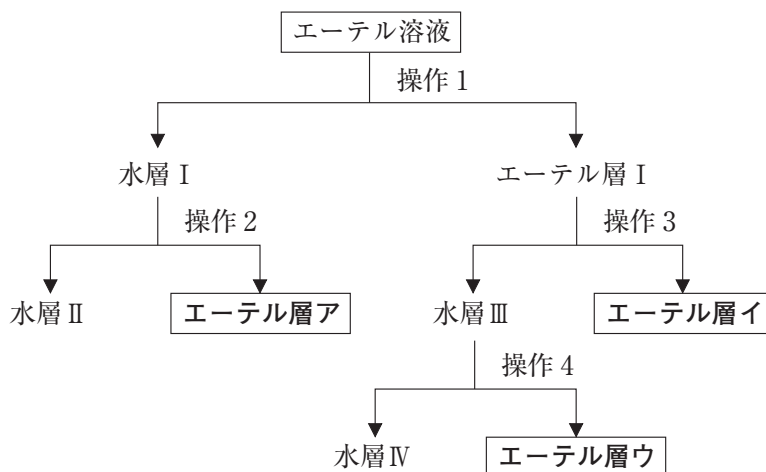 エーテル溶液
操作 1
水層 Ⅰ
エーテル層 Ⅰ
操作 2
操作 3
水層 Ⅱ
エーテル層ア
水層 Ⅲ
エーテル層イ
操作 4
水層 Ⅳ
エーテル層ウ